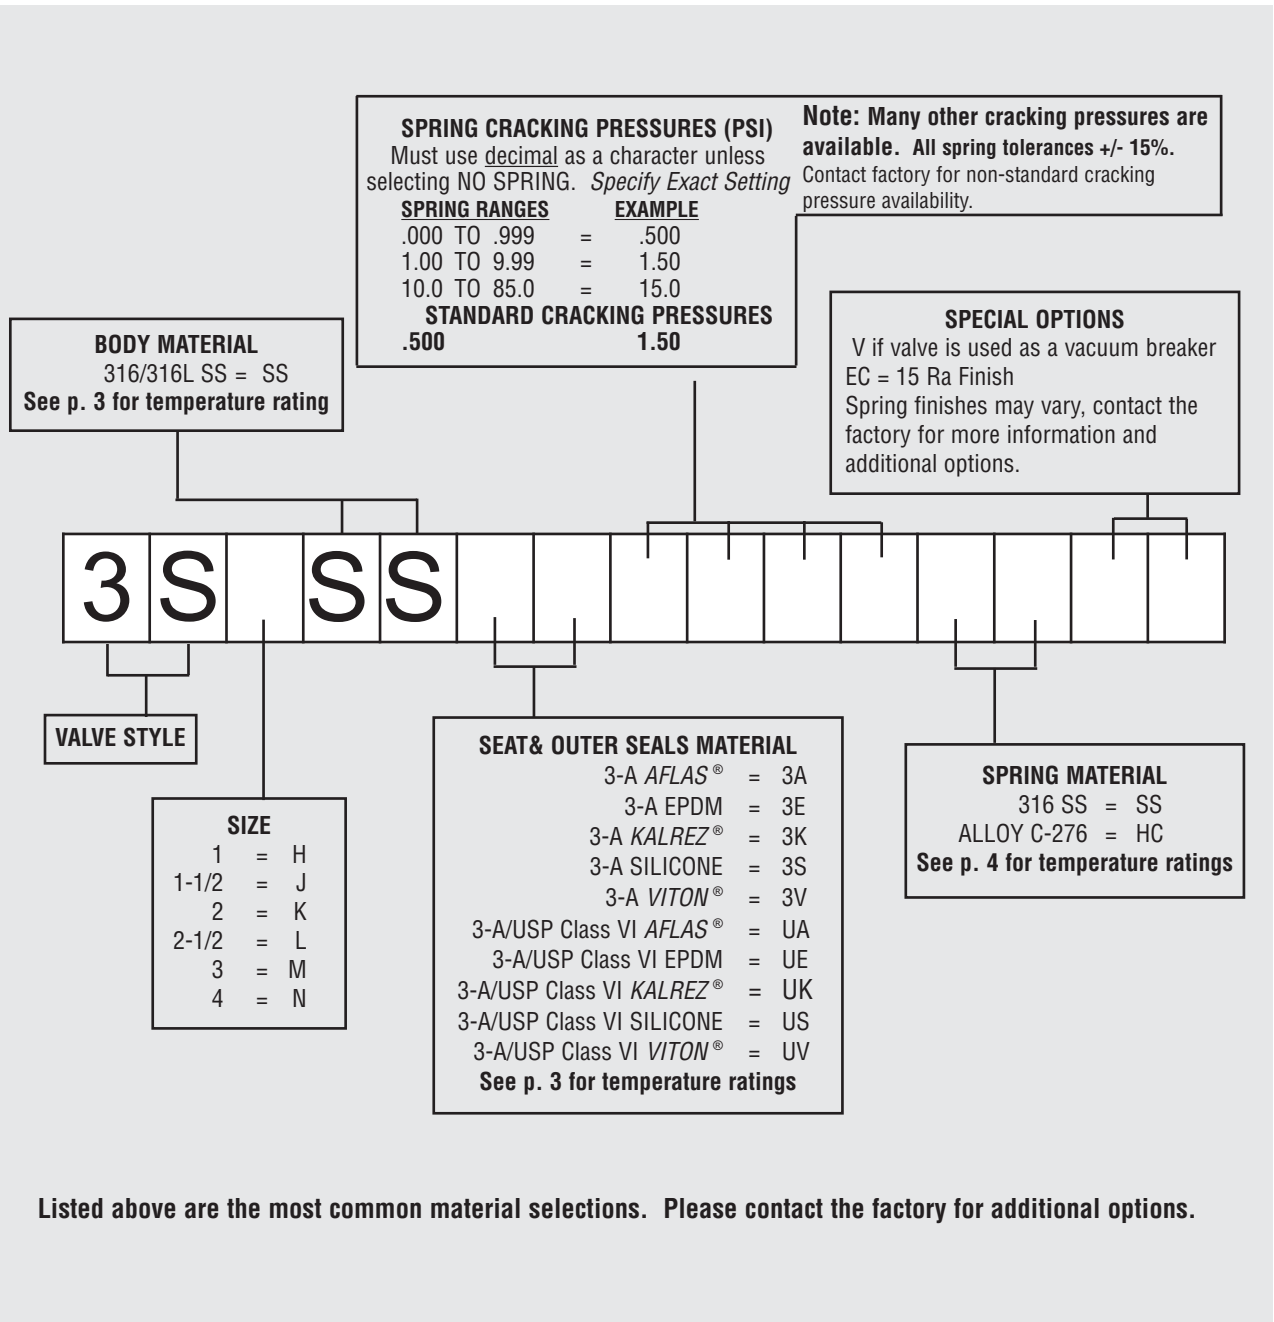 SPRING CRACKING PRESSURES (PSI)
Must use decimal as a character unless
selecting NO SPRING. Specify Exact Setting
SPRING RANGES EXAMPLE
.000 TO .999 = .500
1.00 TO 9.99 = 1.50
10.0 TO 85.0 = 15.0
STANDARD CRACKING PRESSURES
.500 1.50
Note: Many other cracking pressures are
available. All spring tolerances +/- 15%.
Contact factory for non-standard cracking
pressure availability.
BODY MATERIAL
316/316L SS = SS
See p. 3 for temperature rating
SPECIAL OPTIONS
V if valve is used as a vacuum breaker
EC = 15 Ra Finish
Spring finishes may vary, contact the
factory for more information and
additional options.
3 S S S
VALVE STYLE
SIZE
1 = H
1-1/2 = J
2 = K
2-1/2 = L
3 = M
4 = N
SEAT& OUTER SEALS MATERIAL
3-A AFLAS ® = 3A
3-A EPDM = 3E
3-A KALREZ ® = 3K
3-A SILICONE = 3S
3-A VITON ® = 3V
3-A/USP Class VI AFLAS ® = UA
3-A/USP Class VI EPDM = UE
3-A/USP Class VI KALREZ ® = UK
3-A/USP Class VI SILICONE = US
3-A/USP Class VI VITON ® = UV
See p. 3 for temperature ratings
SPRING MATERIAL
316 SS = SS
ALLOY C-276 = HC
See p. 4 for temperature ratings
Listed above are the most common material selections. Please contact the factory for additional options.